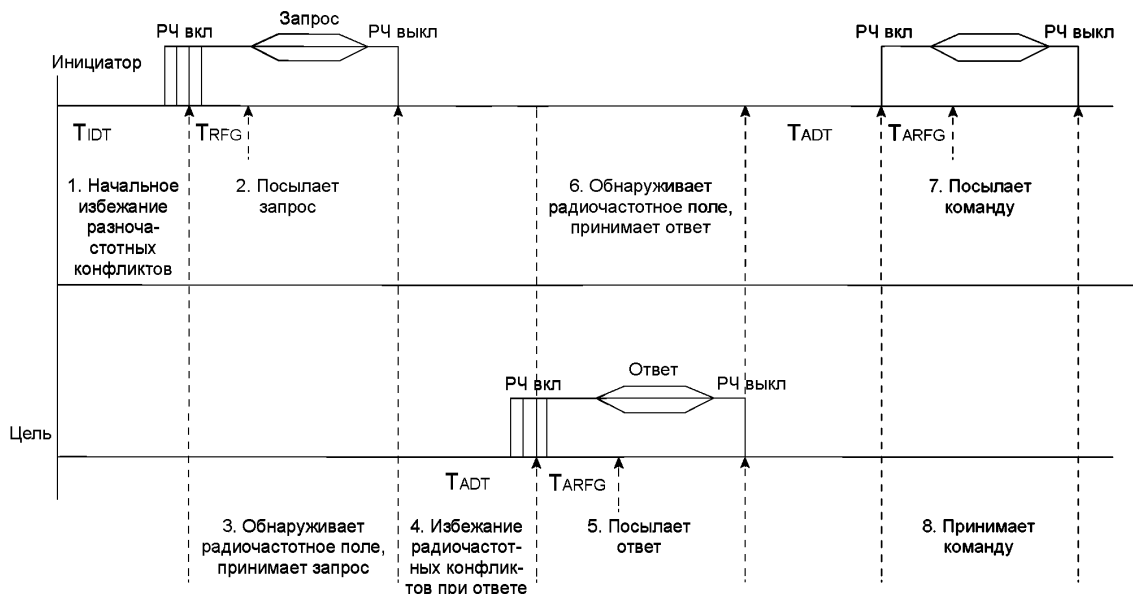 Запрос
РЧ вкл
РЧ выкл
РЧ вкл
РЧ выкл
Инициатор
TIDT
TRFG
TADT
TARFG
1. Начальное
избежание
разноча-
стотных
конфликтов
2. Посылает
запрос
6. Обнаруживает
радиочастотное поле,
принимает ответ
7. Посылает
команду
Ответ
РЧ вкл
РЧ выкл
Цель
TADT
TARFG
3. Обнаруживает
радиочастотное поле,
принимает запрос
4. Избежание
радиочастот-
ных конфлик-
тов при ответе
5. Посылает
ответ
8. Принимает
команду